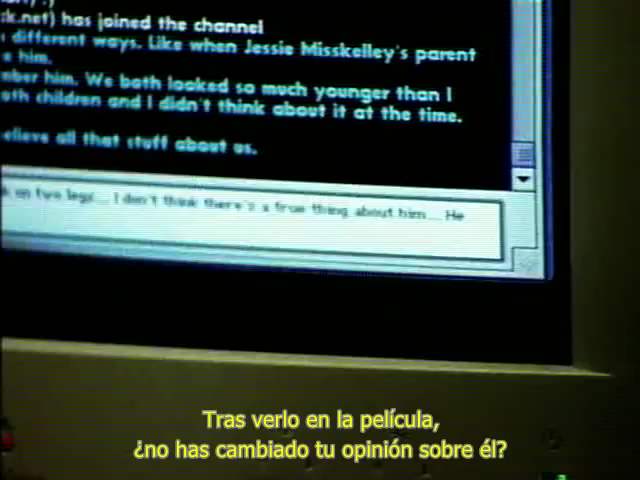 k.net) has joined the channel
different ways. Like when Jessie Misskelley's parent
e him.
mber him. We both looked so much younger than I
oth children and I didn't think about it at the time.
elieve all that stuff about us.
k on two legs... I don't think there's a true thing about him... He
Tras verlo en la película,
¿no has cambiado tu opinión sobre él?